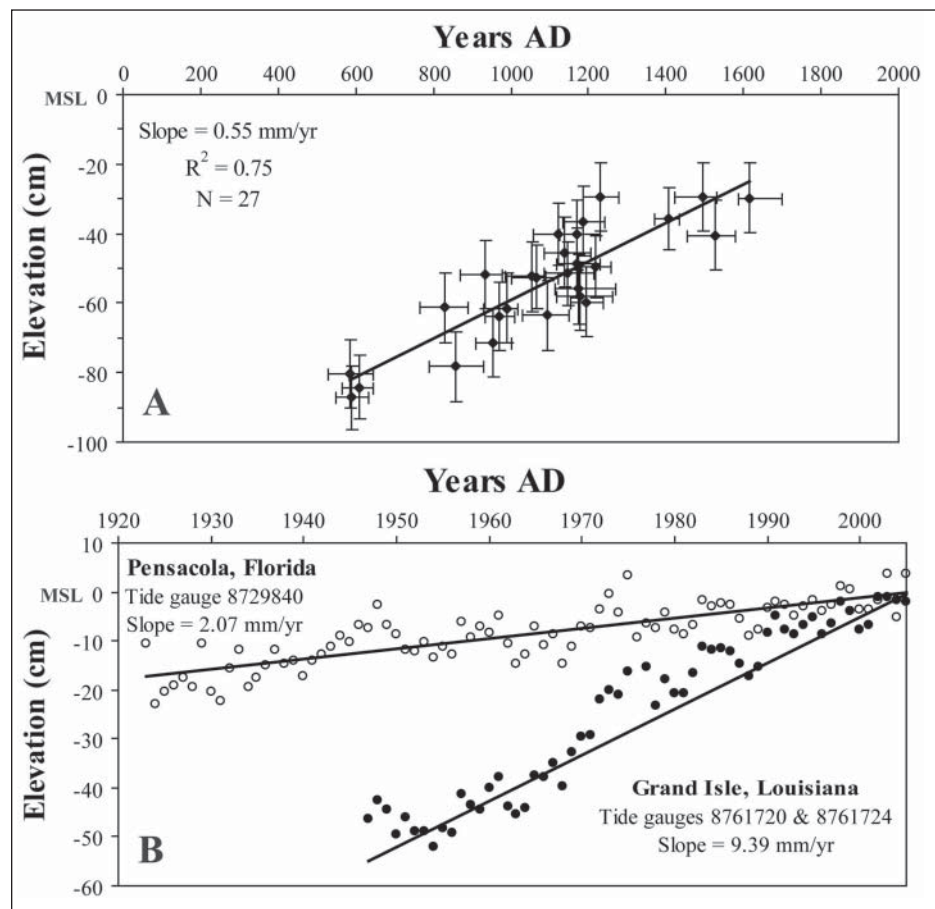 Years AD
0 200 400 600 800 1000 1200 1400 1600 1800 2000
MSL 0
-20
-40
-60
-80
-100
Elevation (cm)
Slope = 0.55 mm/yr
R² = 0.75
N = 27
A
Years AD
1920 1930 1940 1950 1960 1970 1980 1990 2000
10
MSL 0
-10
-20
-30
-40
-50
-60
Elevation (cm)
Pensacola, Florida
Tide gauge 8729840
Slope = 2.07 mm/yr
Grand Isle, Louisiana
Tide gauges 8761720 & 8761724
Slope = 9.39 mm/yr
B